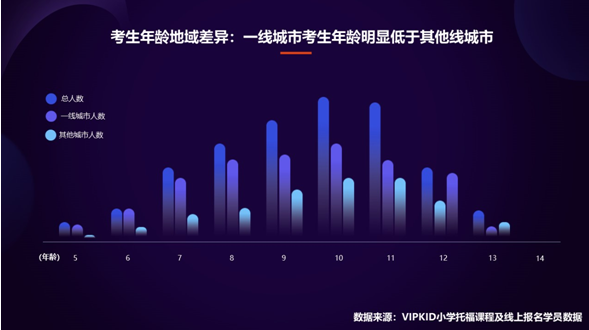 考生年龄地域差异：一线城市考生年龄明显低于其他线城市
总人数
一线城市人数
其他城市人数
(年龄) 5 6 7 8 9 10 11 12 13 14
数据来源：VIPKID小学托福课程及线上报名学员数据